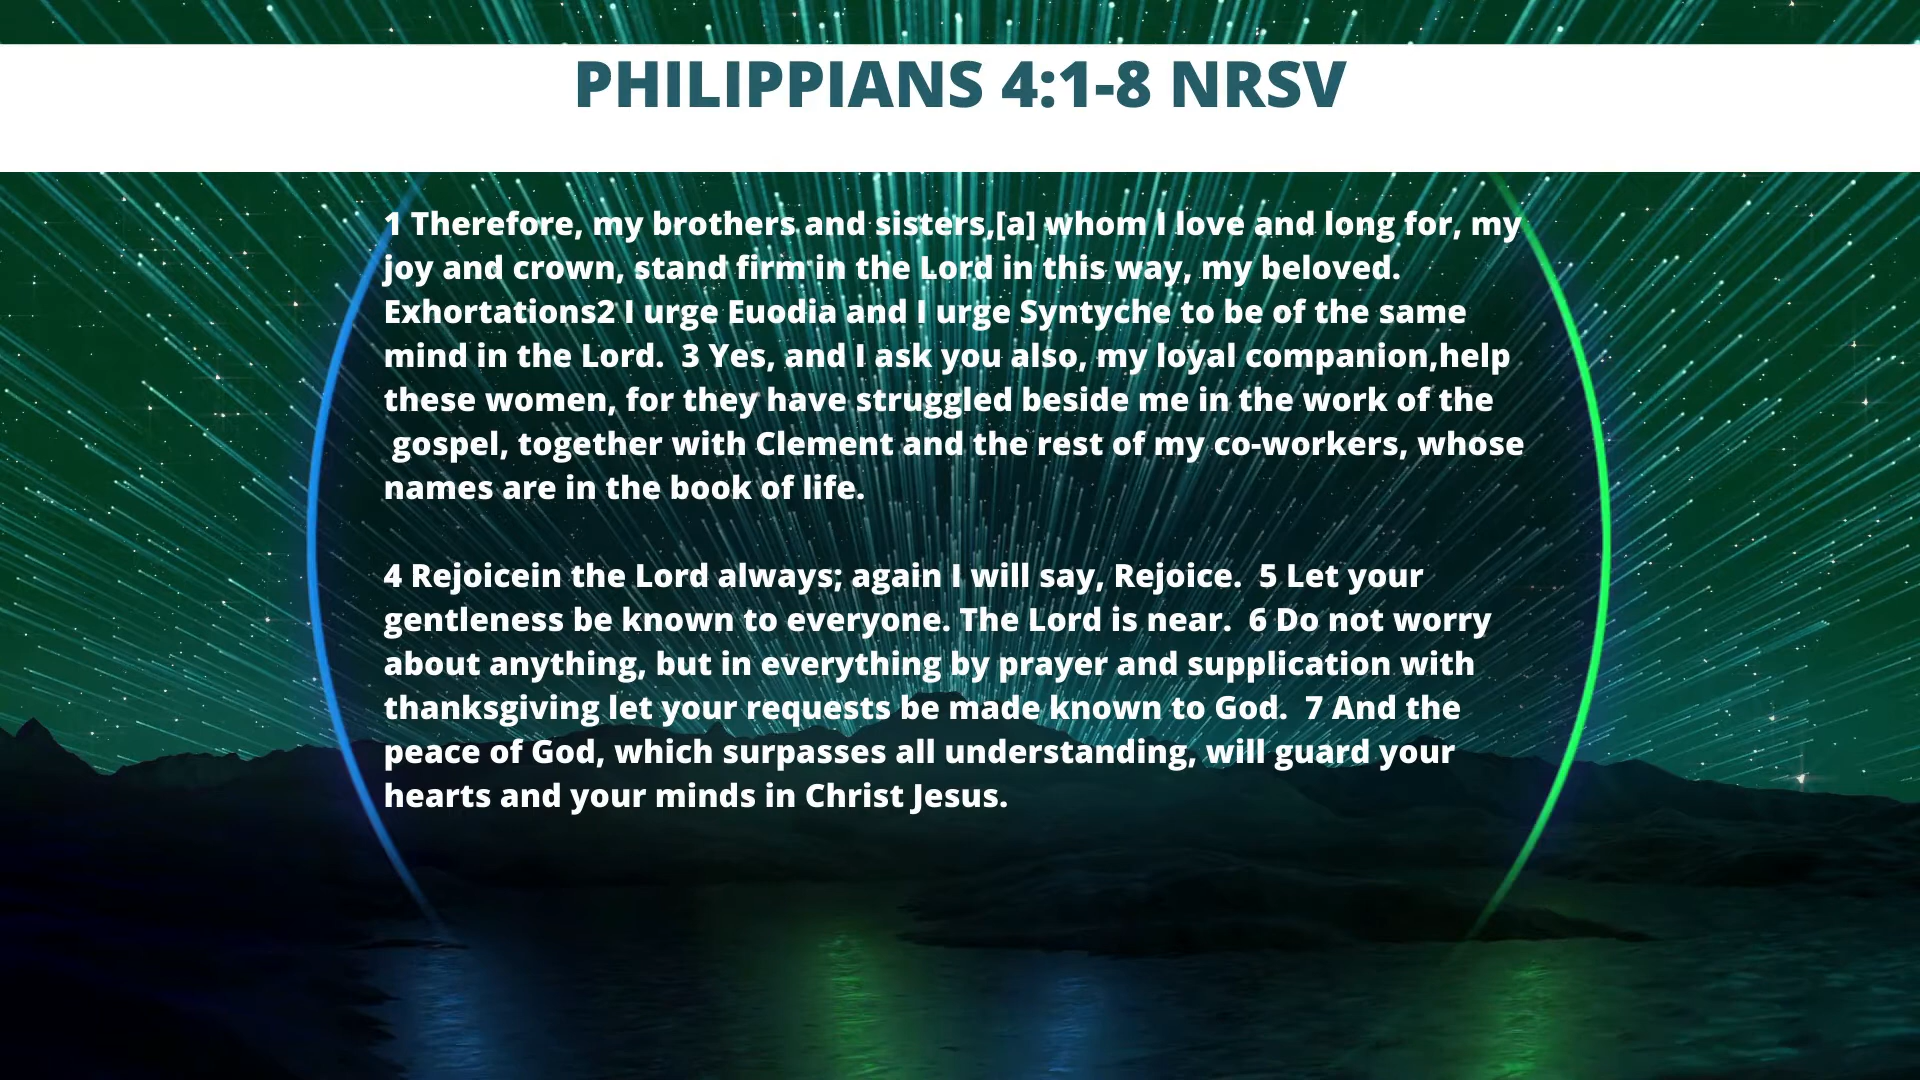 PHILIPPIANS 4:1-8 NRSV
1 Therefore, my brothers and sisters,[a] whom I love and long for, my
joy and crown, stand firm in the Lord in this way, my beloved.
Exhortations2 I urge Euodia and I urge Syntyche to be of the same
mind in the Lord.  3 Yes, and I ask you also, my loyal companion,help
these women, for they have struggled beside me in the work of the
gospel, together with Clement and the rest of my co-workers, whose
names are in the book of life.
4 Rejoicein the Lord always; again I will say, Rejoice.  5 Let your
gentleness be known to everyone. The Lord is near.  6 Do not worry
about anything, but in everything by prayer and supplication with
thanksgiving let your requests be made known to God.  7 And the
peace of God, which surpasses all understanding, will guard your
hearts and your minds in Christ Jesus.